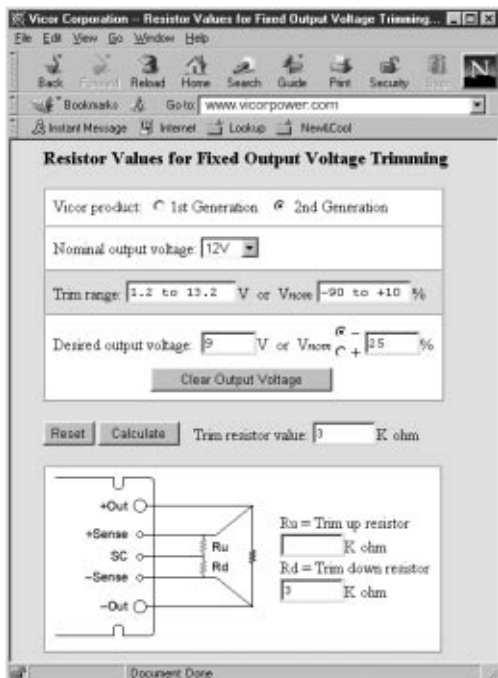 Vicor Corporation -- Resistor Values for Fixed Output Voltage Trimming...
File Edit View Go Window Help
Back Forward Reload Home Search Guide Print Security
N
Bookmarks Go to: www.vicorpower.com
Instant Message Internet Lookup New&Cool
Resistor Values for Fixed Output Voltage Trimming
Vicor product: 1st Generation 2nd Generation
Nominal output voltage: 12V
Trim range: 1.2 to 13.2 V or Vnom -90 to +10 %
Desired output voltage: 9 V or Vnom - + 25 %
Clear Output Voltage
Reset Calculate Trim resistor value: 3 K ohm
+Out
+Sense
SC
-Sense
-Out
Ru
Rd
Ru = Trim up resistor
K ohm
Rd = Trim down resistor
3 K ohm
Document Done